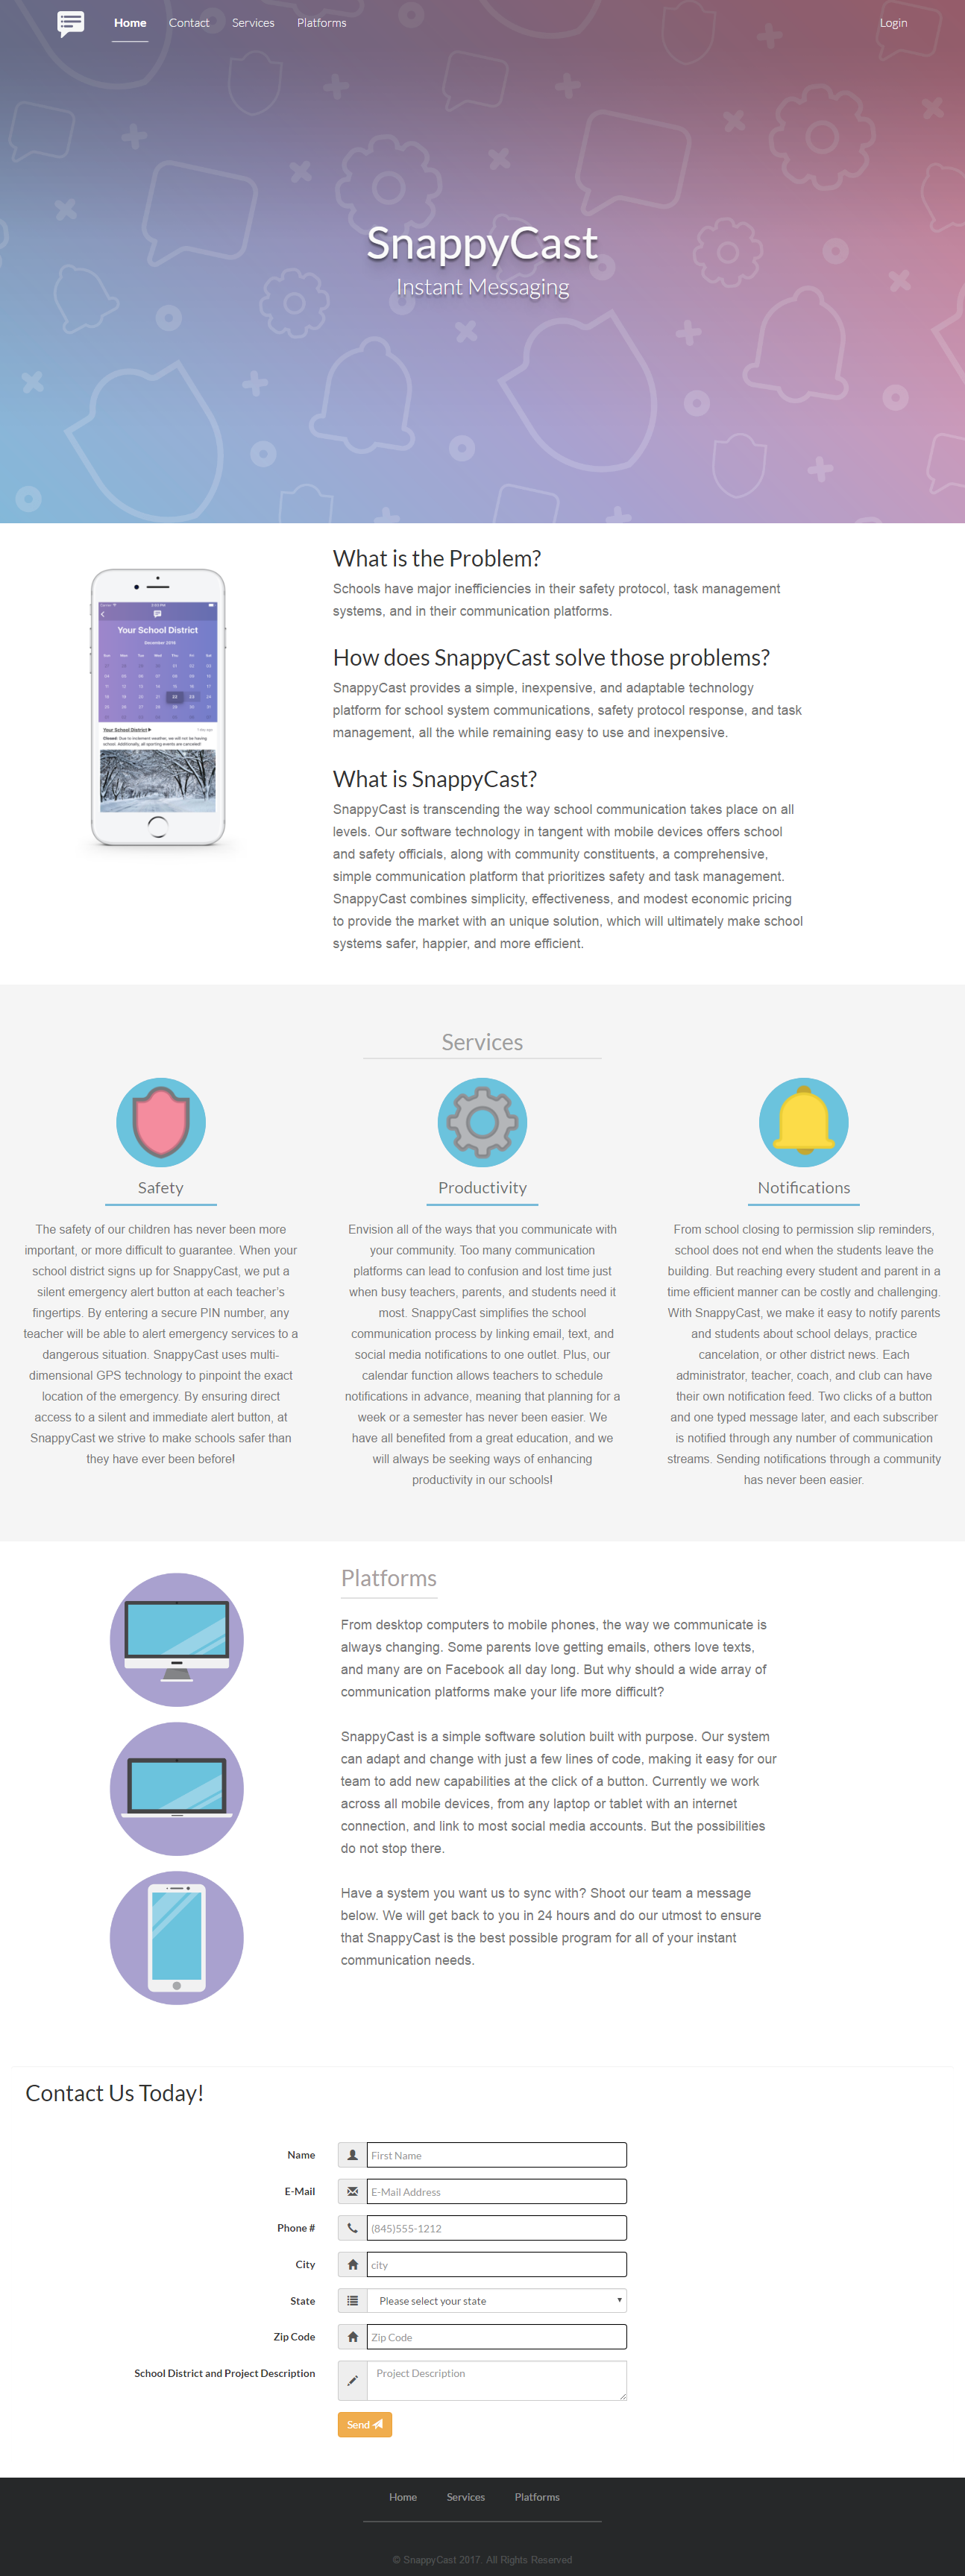 Home Contact Services Platforms Login
SnappyCast
Instant Messaging
Your School District
December 2016
Sun Mon Tue Wed Thu Fri Sat
22 23
Your School District
Closed: Due to inclement weather, we will not be having
school. Additionally, all sporting events are canceled!
What is the Problem?
Schools have major inefficiencies in their safety protocol, task management
systems, and in their communication platforms.
How does SnappyCast solve those problems?
SnappyCast provides a simple, inexpensive, and adaptable technology
platform for school system communications, safety protocol response, and task
management, all the while remaining easy to use and inexpensive.
What is SnappyCast?
SnappyCast is transcending the way school communication takes place on all
levels. Our software technology in tangent with mobile devices offers school
and safety officials, along with community constituents, a comprehensive,
simple communication platform that prioritizes safety and task management.
SnappyCast combines simplicity, effectiveness, and modest economic pricing
to provide the market with an unique solution, which will ultimately make school
systems safer, happier, and more efficient.
Services
Safety
The safety of our children has never been more
important, or more difficult to guarantee. When your
school district signs up for SnappyCast, we put a
silent emergency alert button at each teacher’s
fingertips. By entering a secure PIN number, any
teacher will be able to alert emergency services to a
dangerous situation. SnappyCast uses multi-
dimensional GPS technology to pinpoint the exact
location of the emergency. By ensuring direct
access to a silent and immediate alert button, at
SnappyCast we strive to make schools safer than
they have ever been before!
Productivity
Envision all of the ways that you communicate with
your community. Too many communication
platforms can lead to confusion and lost time just
when busy teachers, parents, and students need it
most. SnappyCast simplifies the school
communication process by linking email, text, and
social media notifications to one outlet. Plus, our
calendar function allows teachers to schedule
notifications in advance, meaning that planning for a
week or a semester has never been easier. We
have all benefited from a great education, and we
will always be seeking ways of enhancing
productivity in our schools!
Notifications
From school closing to permission slip reminders,
school does not end when the students leave the
building. But reaching every student and parent in a
time efficient manner can be costly and challenging.
With SnappyCast, we make it easy to notify parents
and students about school delays, practice
cancelation, or other district news. Each
administrator, teacher, coach, and club can have
their own notification feed. Two clicks of a button
and one typed message later, and each subscriber
is notified through any number of communication
streams. Sending notifications through a community
has never been easier.
Platforms
From desktop computers to mobile phones, the way we communicate is
always changing. Some parents love getting emails, others love texts,
and many are on Facebook all day long. But why should a wide array of
communication platforms make your life more difficult?
SnappyCast is a simple software solution built with purpose. Our system
can adapt and change with just a few lines of code, making it easy for our
team to add new capabilities at the click of a button. Currently we work
across all mobile devices, from any laptop or tablet with an internet
connection, and link to most social media accounts. But the possibilities
do not stop there.
Have a system you want us to sync with? Shoot our team a message
below. We will get back to you in 24 hours and do our utmost to ensure
that SnappyCast is the best possible program for all of your instant
communication needs.
Contact Us Today!
Name First Name
E-Mail E-Mail Address
Phone # (845)555-1212
City city
State Please select your state
Zip Code Zip Code
School District and Project Description Project Description
Send
Home Services Platforms
© SnappyCast 2017. All Rights Reserved